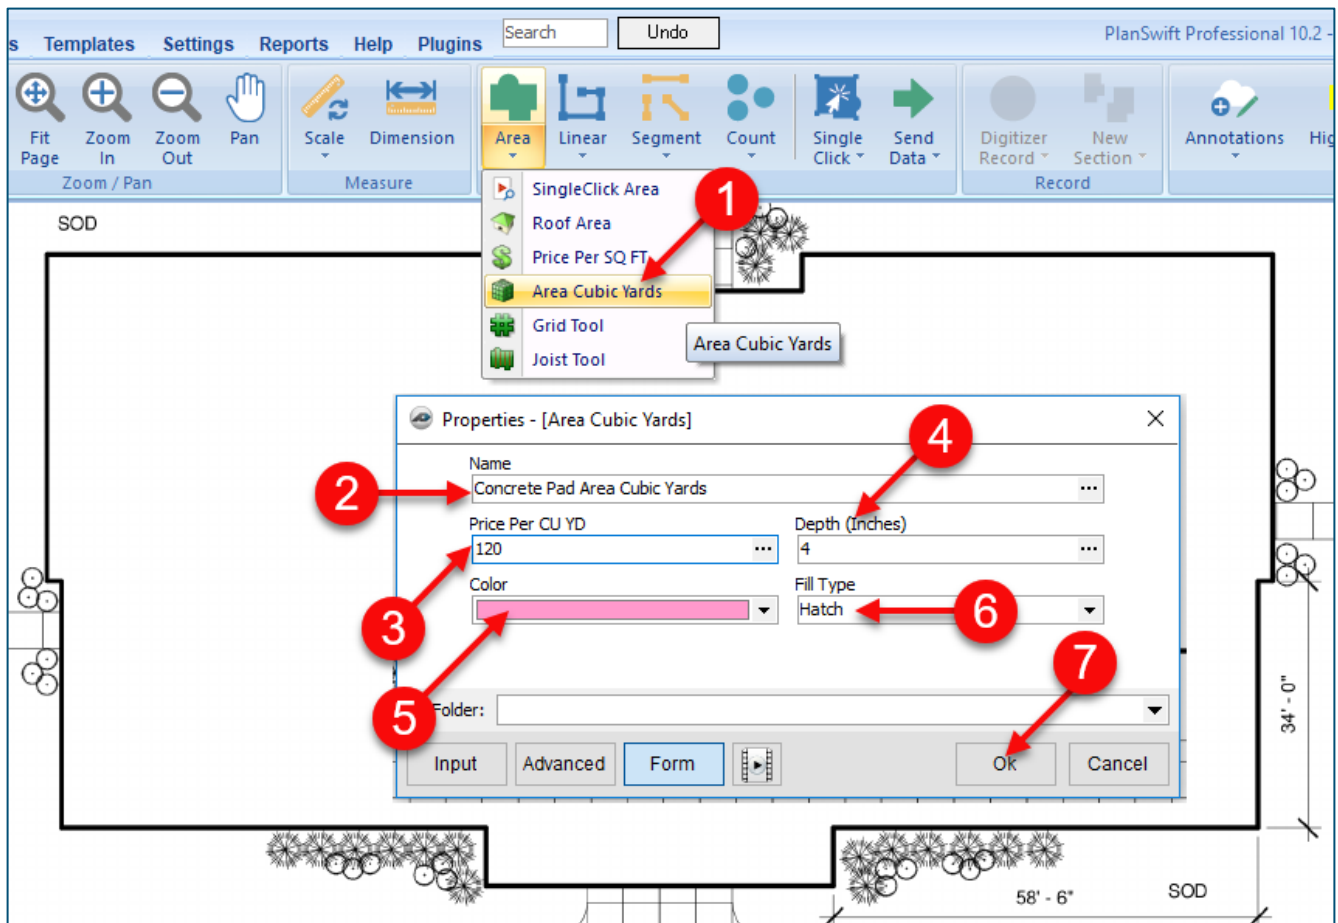 s Templates Settings Reports Help Plugins Search Undo PlanSwift Professional 10.2 -
Fit Page Zoom In Zoom Out Pan Scale Dimension Area Linear Segment Count Single Click Send Data Digitizer Record New Section Annotations Hig
Zoom / Pan Measure Record
SOD
SingleClick Area
1
Roof Area
Price Per SQ FT
Area Cubic Yards
Grid Tool
Area Cubic Yards
Joist Tool
Properties - [Area Cubic Yards]
4
Name
2
Concrete Pad Area Cubic Yards
Price Per CU YD Depth (Inches)
120 4
Color Fill Type
3
Hatch 6
7
5
Folder:
34' - 0"
Input Advanced Form Ok Cancel
58' - 6" SOD